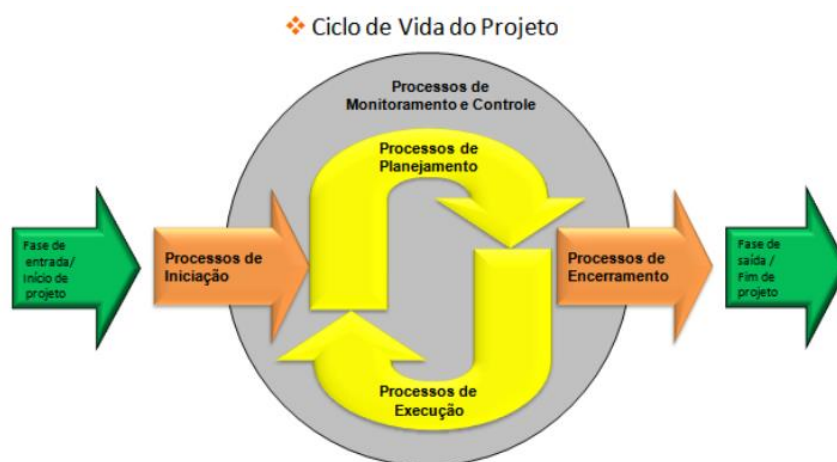 ❖ Ciclo de Vida do Projeto
Processos de
Monitoramento e Controle
Processos de
Planejamento
Fase de
entrada/
Início de
projeto
Processos de
Iniciação
Processos de
Encerramento
Fase de
saída /
Fim de
projeto
Processos de
Execução